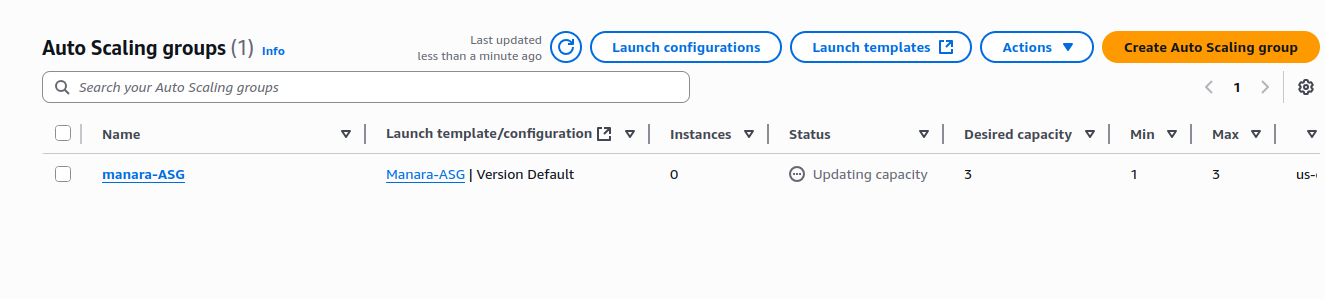 Auto Scaling groups (1) Info
Last updated
less than a minute ago
Launch configurations
Launch templates
Actions
Create Auto Scaling group
Search your Auto Scaling groups
1
Name Launch template/configuration Instances Status Desired capacity Min Max
manara-ASG Manara-ASG | Version Default 0 Updating capacity 3 1 3 us-